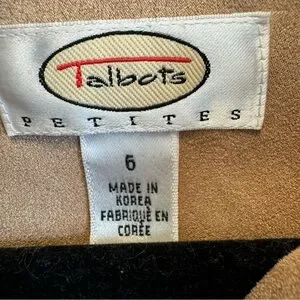 Talbots
PETITES
6
MADE IN
KOREA
FABRIQUÉ EN
CORÉE